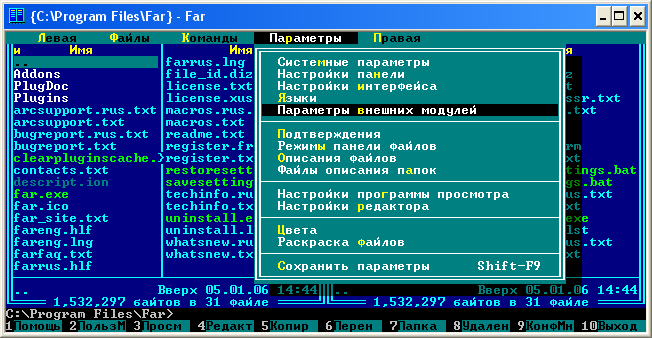 {C:\Program Files\Far} - Far
Левая Файлы Команды Параметры Правая
и Имя Имя
..
Addons
PlugDoc
Plugins
arcsupport.rus.txt
arcsupport.txt
bugreport.rus.txt
bugreport.txt
clearpluginscache.
contacts.txt
descript.ion
far.exe
far.ico
far_site.txt
fareng.hlf
fareng.lng
farfaq.txt
farrus.hlf
farrus.lng
file_id.diz
license.txt
license.xus
macros.rus.
macros.txt
readme.txt
register.fr
register.tx
restoresett
savesetting
techinfo.ru
techinfo.tx
uninstall.e
whatsnew.ru
whatsnew.tx
Системные параметры
Настройки панели
Настройки интерфейса
Языки
Параметры внешних модулей
Подтверждения
Режимы панели файлов
Описания файлов
Файлы описания папок
Настройки программы просмотра
Настройки редактора
Цвета
Раскраска файлов
Сохранить параметры Shift-F9
я
ssr.txt
t
tings.bat
gs.bat
us.txt
xt
xe
lst
us.txt
xt
.. Вверх 05.01.06 14:44
.. Вверх 05.01.06 14:44
1,532,297 байтов в 31 файле
1,532,297 байтов в 31 файле
C:\Program Files\Far>
1Помощь 2ПользМ 3Просм 4Редакт 5Копир 6Перен 7Папка 8Удален 9КонфМн 10Выход